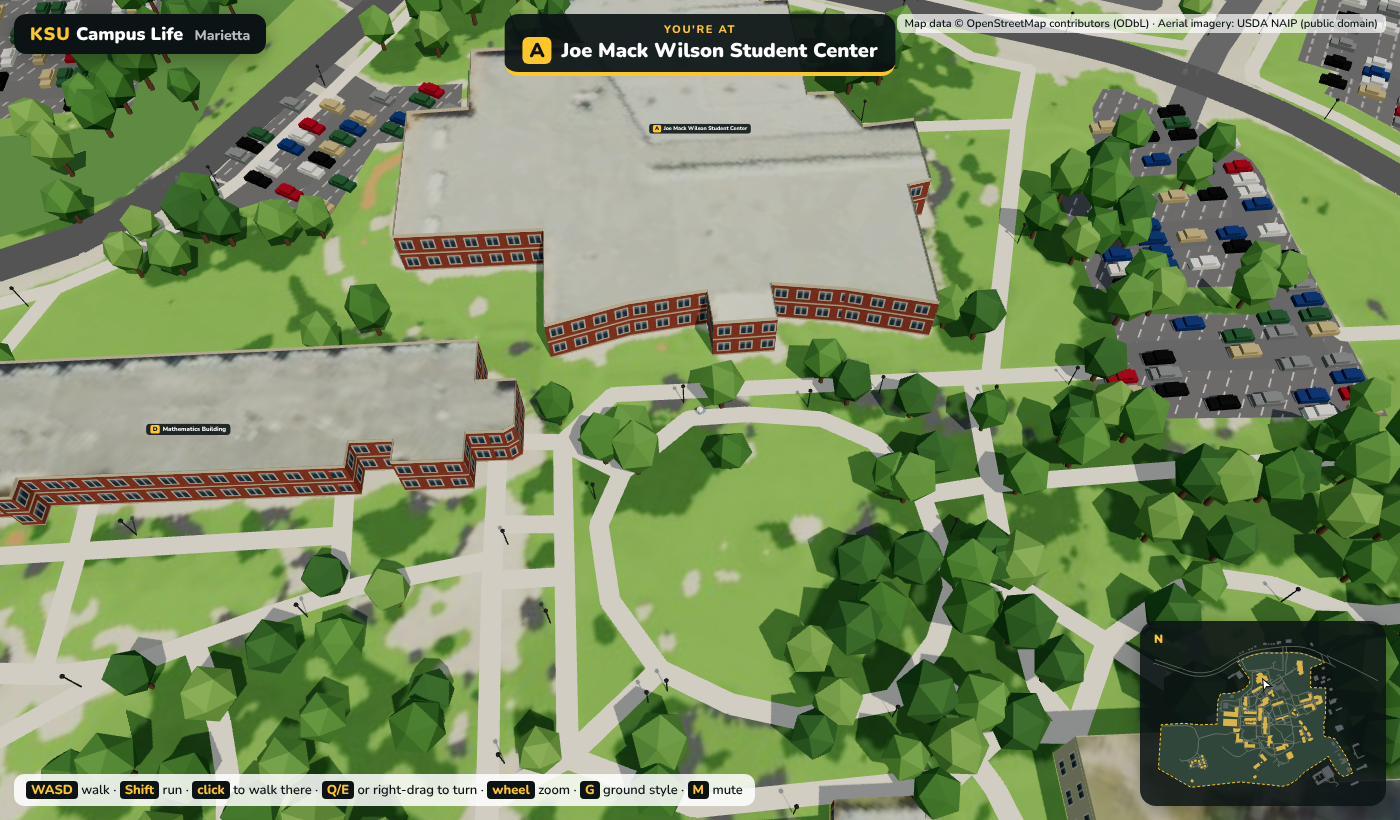 KSU Campus Life Marietta
YOU'RE AT
A Joe Mack Wilson Student Center
Map data © OpenStreetMap contributors (ODbL) · Aerial imagery: USDA NAIP (public domain)
A Joe Mack Wilson Student Center
D Mathematics Building
N
WASD walk · Shift run · click to walk there · Q/E or right-drag to turn · wheel zoom · G ground style · M mute